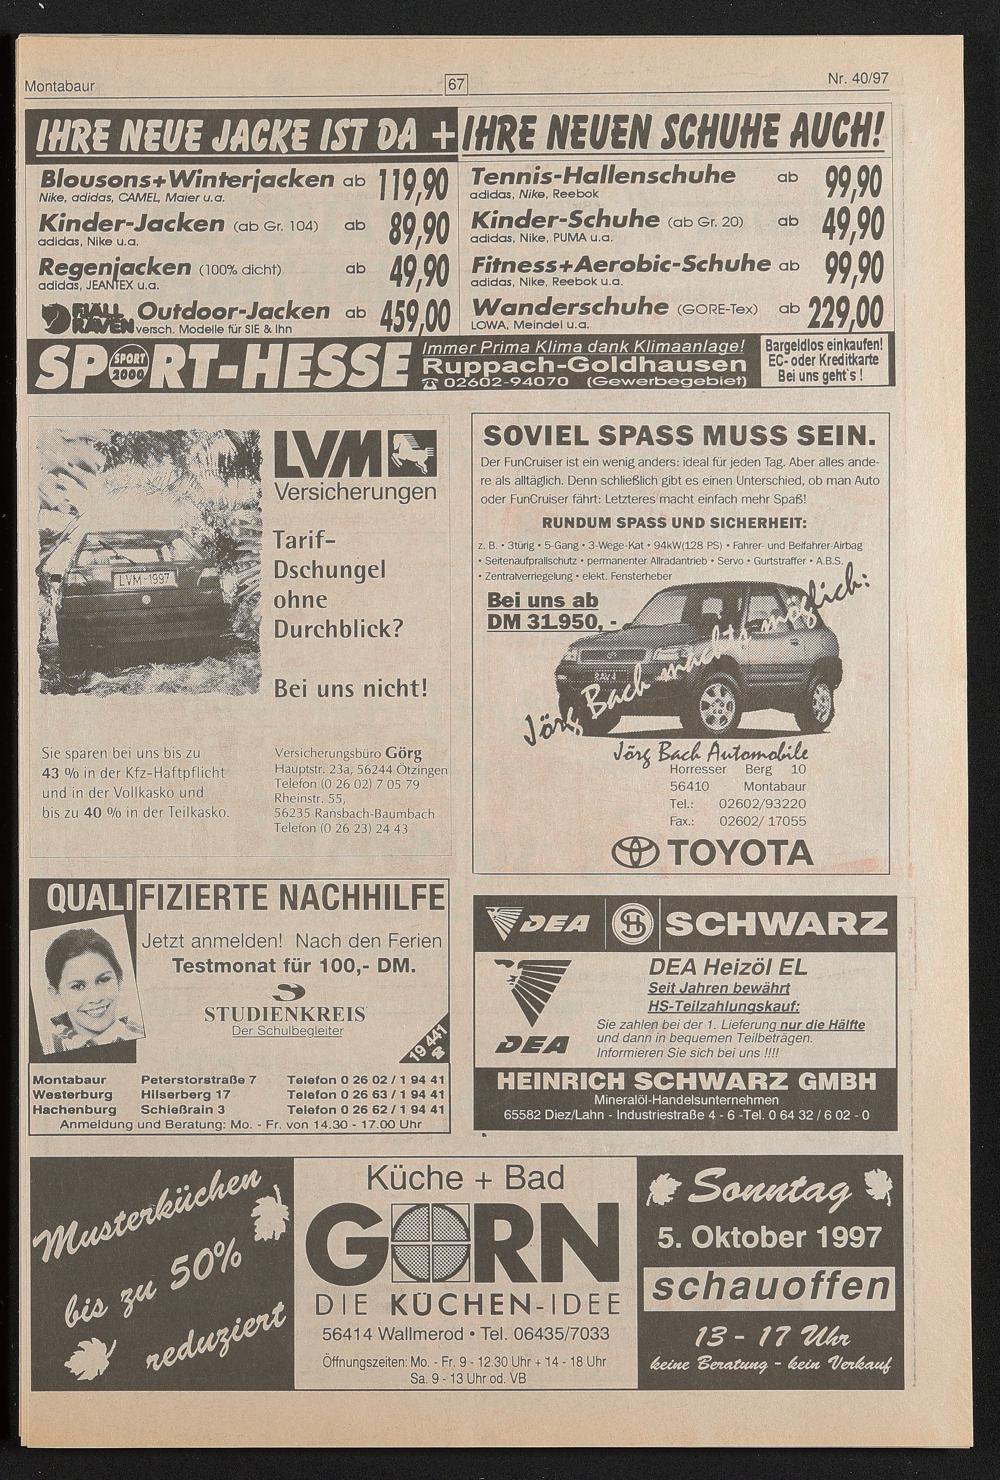 Montabaur
67
Nr. 40/97
IHRE NEUE JACKE IST DA + IHRE NEUEN SCHUHE AUCH!
Blousons+Winterjacken ab 119,90
Nike, adidas, CAMEL, Maier u.a.
Kinder-Jacken (ab Gr. 104) ab 89,90
adidas, Nike u.a.
Regenjacken (100% dicht) ab 49,90
adidas, JEANTEX u.a.
FJÄLL RÄVEN Outdoor-Jacken ab 459,00
versch. Modelle für SIE & Ihn
Tennis-Hallenschuhe ab 99,90
adidas, Nike, Reebok
Kinder-Schuhe (ab Gr. 20) ab 49,90
adidas, Nike, PUMA u.a.
Fitness+Aerobic-Schuhe ab 99,90
adidas, Nike, Reebok u.a.
Wanderschuhe (GORE-Tex) ab 229,00
LOWA, Meindel u.a.
SPORT-HESSE
SPORT 2000
Immer Prima Klima dank Klimaanlage!
Ruppach-Goldhausen
☎ 02602-94070 (Gewerbegebiet)
Bargeldlos einkaufen!
EC- oder Kreditkarte
Bei uns geht's !
LVM-1997
LVM
Versicherungen
Tarif-
Dschungel
ohne
Durchblick?
Bei uns nicht!
Sie sparen bei uns bis zu
43 % in der Kfz-Haftpflicht
und in der Vollkasko und
bis zu 40 % in der Teilkasko.
Versicherungsbüro Görg
Hauptstr. 23a, 56244 Ötzingen
Telefon (0 26 02) 7 05 79
Rheinstr. 55,
56235 Ransbach-Baumbach
Telefon (0 26 23) 24 43
SOVIEL SPASS MUSS SEIN.
Der FunCruiser ist ein wenig anders: ideal für jeden Tag. Aber alles ande-
re als alltäglich. Denn schließlich gibt es einen Unterschied, ob man Auto
oder FunCruiser fährt: Letzteres macht einfach mehr Spaß!
RUNDUM SPASS UND SICHERHEIT:
z. B. • 3türig • 5-Gang • 3-Wege-Kat • 94kW(128 PS) • Fahrer- und Beifahrer-Airbag
• Seitenaufprallschutz • permanenter Allradantrieb • Servo • Gurtstraffer • A.B.S.
• Zentralverriegelung • elekt. Fensterheber
Bei uns ab
DM 31.950, -
Jörg Bach macht's möglich:
RAV 4
Jörg Bach Automobile
Horresser Berg 10
56410 Montabaur
Tel.: 02602/93220
Fax.: 02602/ 17055
TOYOTA
QUALIFIZIERTE NACHHILFE
Jetzt anmelden! Nach den Ferien
Testmonat für 100,- DM.
STUDIENKREIS
Der Schulbegleiter
19 441
Montabaur Peterstorstraße 7 Telefon 0 26 02 / 1 94 41
Westerburg Hilserberg 17 Telefon 0 26 63 / 1 94 41
Hachenburg Schießrain 3 Telefon 0 26 62 / 1 94 41
Anmeldung und Beratung: Mo. - Fr. von 14.30 - 17.00 Uhr
DEA SH SCHWARZ
DEA
DEA Heizöl EL
Seit Jahren bewährt
HS-Teilzahlungskauf:
Sie zahlen bei der 1. Lieferung nur die Hälfte
und dann in bequemen Teilbeträgen.
Informieren Sie sich bei uns !!!!
HEINRICH SCHWARZ GMBH
Mineralöl-Handelsunternehmen
65582 Diez/Lahn - Industriestraße 4 - 6 -Tel. 0 64 32 / 6 02 - 0
Musterküchen
bis zu 50%
reduziert
Küche + Bad
GORN
DIE KÜCHEN-IDEE
56414 Wallmerod • Tel. 06435/7033
Öffnungszeiten: Mo. - Fr. 9 - 12.30 Uhr + 14 - 18 Uhr
Sa. 9 - 13 Uhr od. VB
Sonntag
5. Oktober 1997
schauoffen
13 - 17 Uhr
keine Beratung - kein Verkauf